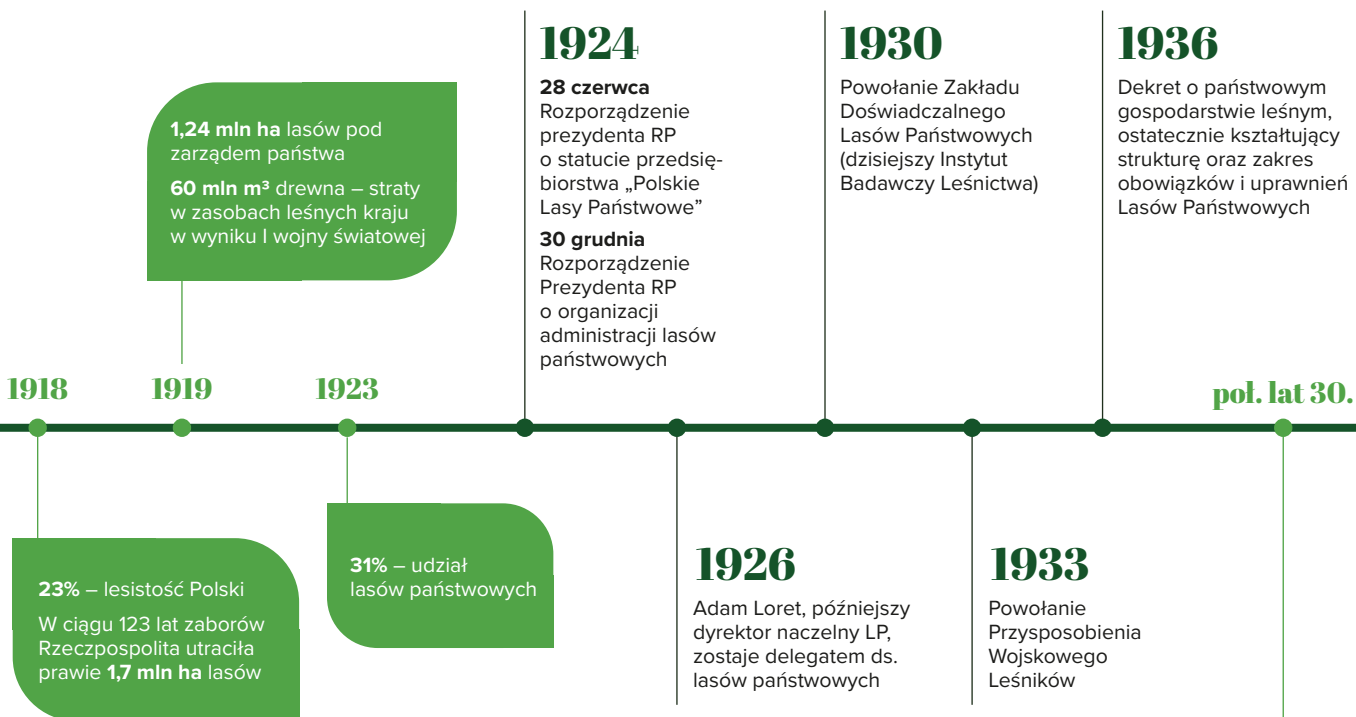 1918
23% – lesistość Polski
W ciągu 123 lat zaborów
Rzeczpospolita utraciła
prawie 1,7 mln ha lasów
1919
1,24 mln ha lasów pod
zarządem państwa
60 mln m³ drewna – straty
w zasobach leśnych kraju
w wyniku I wojny światowej
1923
31% – udział
lasów państwowych
1924
28 czerwca
Rozporządzenie
prezydenta RP
o statucie przedsię-
biorstwa „Polskie
Lasy Państwowe”
30 grudnia
Rozporządzenie
Prezydenta RP
o organizacji
administracji lasów
państwowych
1926
Adam Loret, późniejszy
dyrektor naczelny LP,
zostaje delegatem ds.
lasów państwowych
1930
Powołanie Zakładu
Doświadczalnego
Lasów Państwowych
(dzisiejszy Instytut
Badawczy Leśnictwa)
1933
Powołanie
Przysposobienia
Wojskowego
Leśników
1936
Dekret o państwowym
gospodarstwie leśnym,
ostatecznie kształtujący
strukturę oraz zakres
obowiązków i uprawnień
Lasów Państwowych
poł. lat 30.